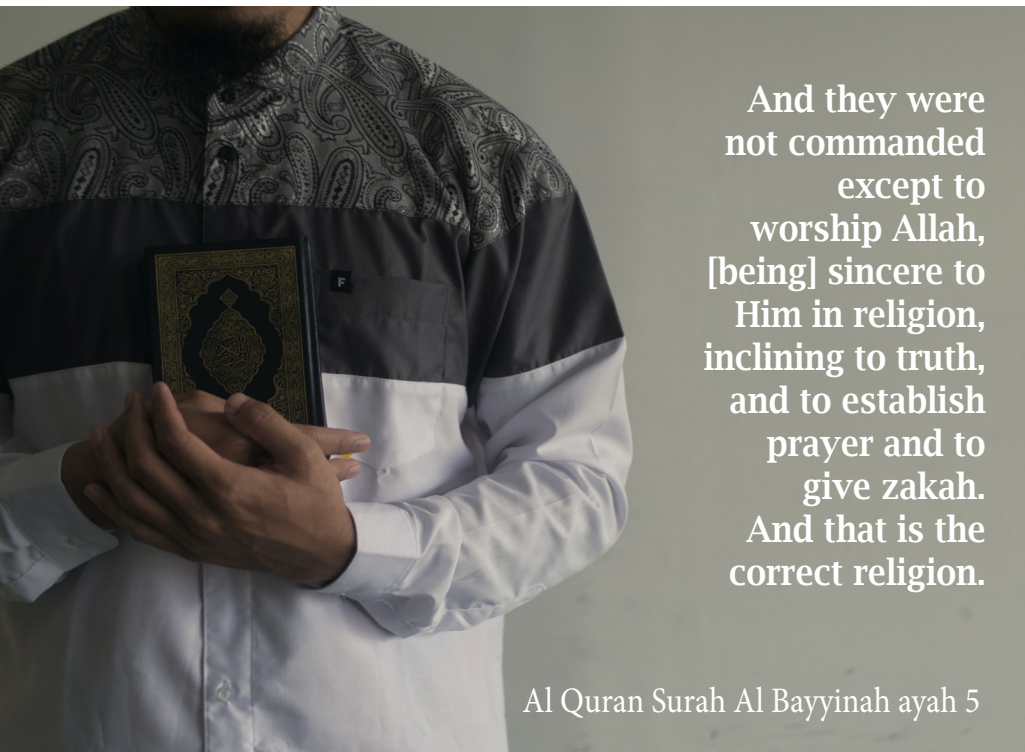 And they were
not commanded
except to
worship Allah,
[being] sincere to
Him in religion,
inclining to truth,
and to establish
prayer and to
give zakah.
And that is the
correct religion.
Al Quran Surah Al Bayyinah ayah 5
F